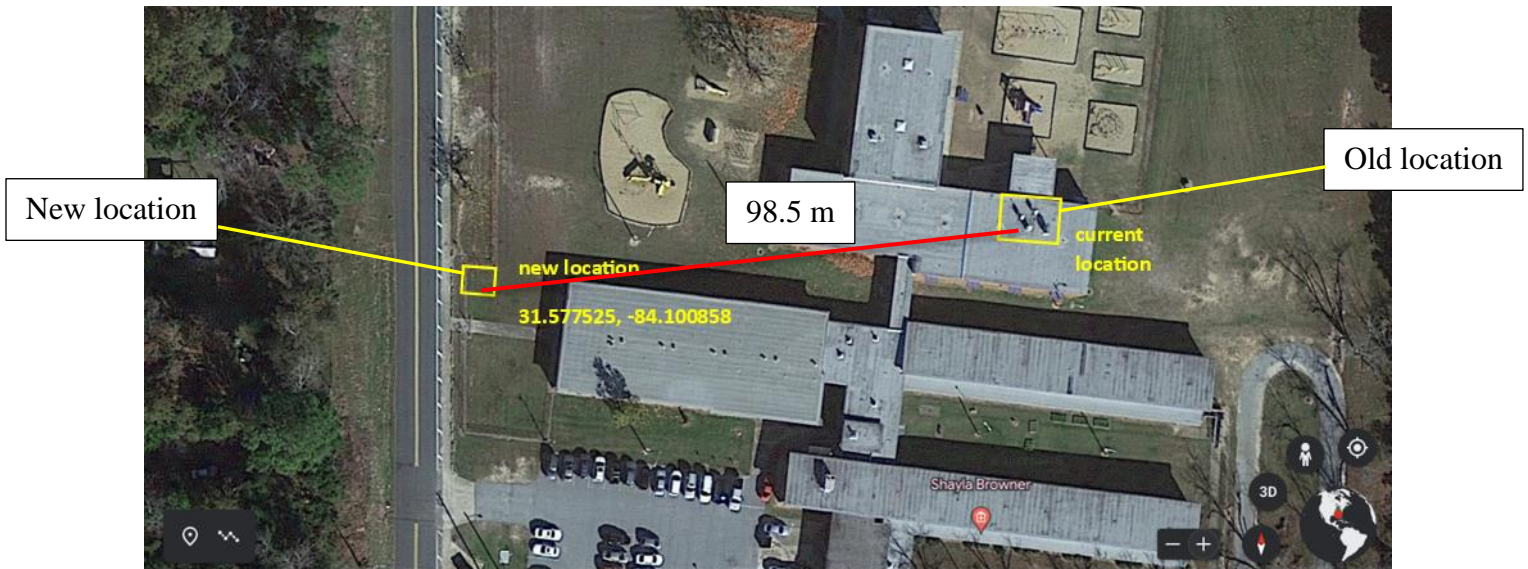 Old location
New location
98.5 m
current
location
new location
31.577525, -84.100858
Shayla Browner
3D